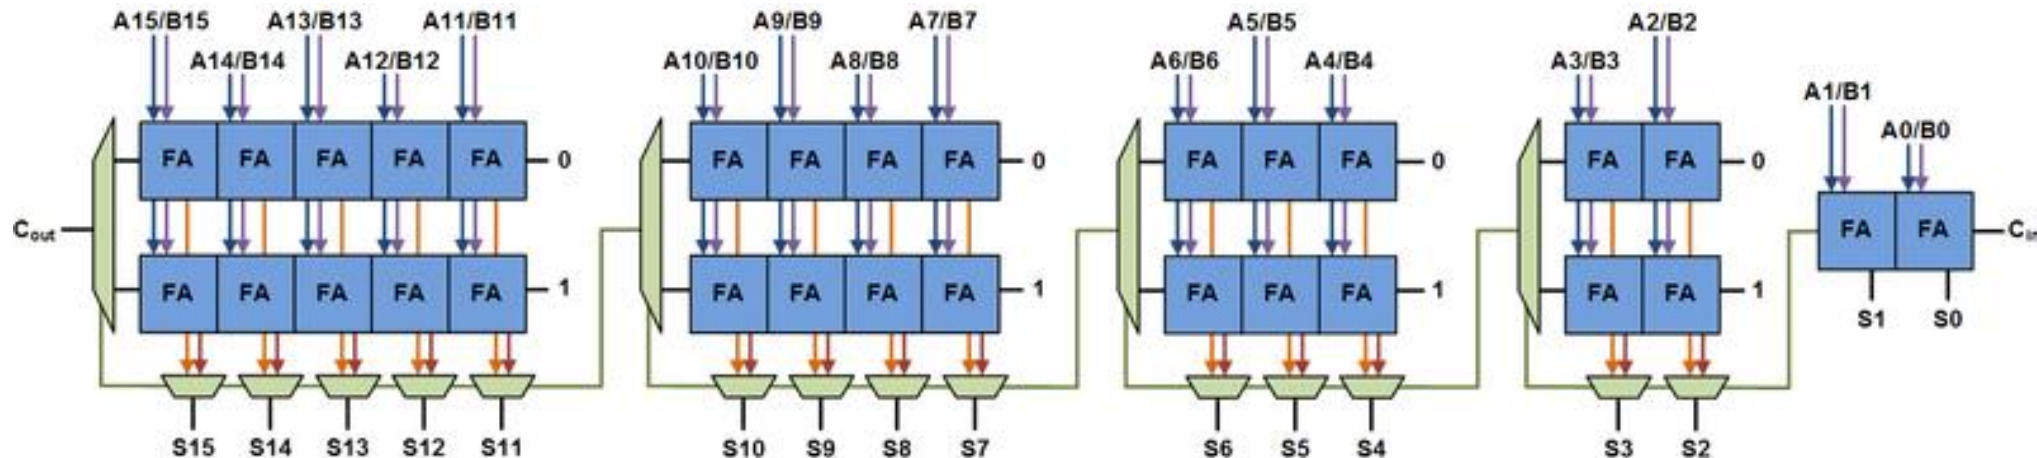 A15/B15 A13/B13 A11/B11 A9/B9 A7/B7 A5/B5 A2/B2
A14/B14 A12/B12 A10/B10 A8/B8 A6/B6 A4/B4 A3/B3
A1/B1
A0/B0
FA FA FA FA FA 0 FA FA FA FA 0 FA FA FA 0 FA FA 0
Cout FA FA Cin
FA FA FA FA FA 1 FA FA FA FA 1 FA FA FA 1 FA FA 1
S1 S0
S15 S14 S13 S12 S11 S10 S9 S8 S7 S6 S5 S4 S3 S2